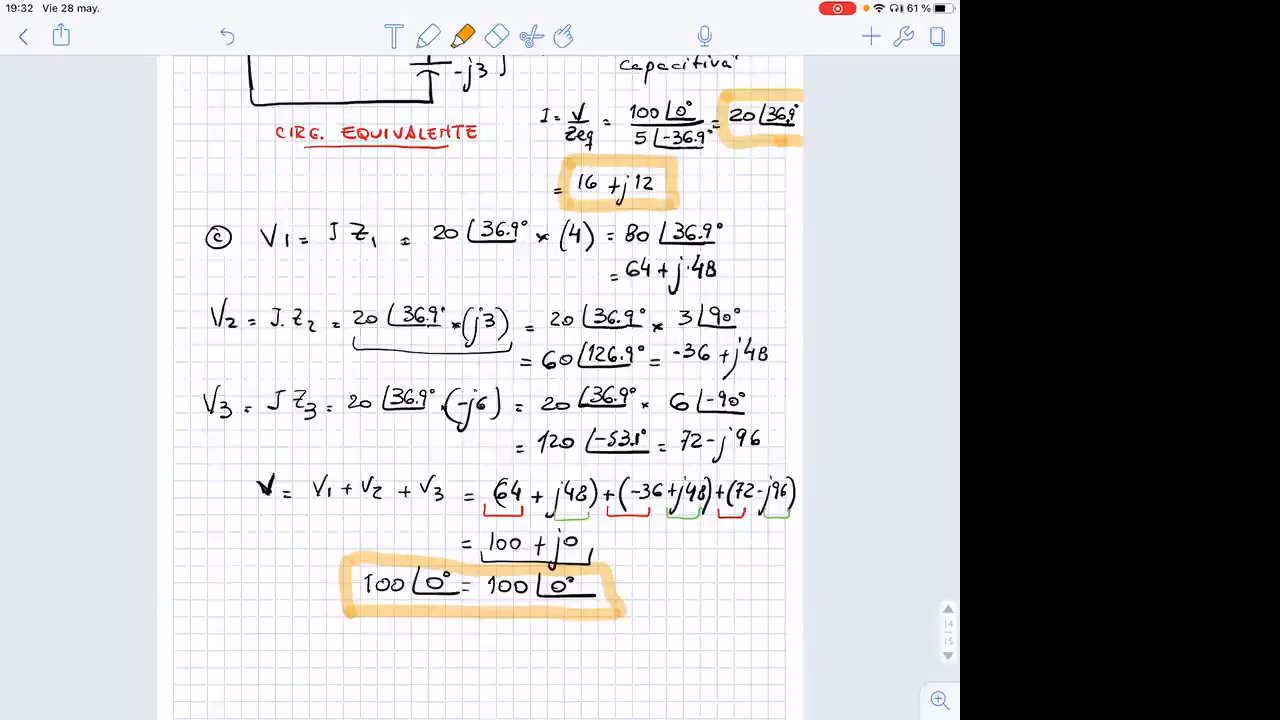 19:32 Vie 28 may. 61 %
T
-j3
capacitiva
CIRC. EQUIVALENTE
I = V/Zeq = 100∠0° / 5∠-36.9° = 20∠36.9°
= 16 + j12
c V1 = I Z1 = 20∠36.9° * (4) = 80∠36.9°
= 64 + j48
V2 = I . Z2 = 20∠36.9° * (j3) = 20∠36.9° * 3∠90°
= 60∠126.9° = -36 + j48
V3 = I Z3 = 20∠36.9° . (-j6) = 20∠36.9° * 6∠-90°
= 120∠-53.1° = 72 - j96
V = V1 + V2 + V3 = (64 + j48) + (-36 + j48) + (72 - j96)
= 100 + j0
100∠0° = 100∠0°
14
15